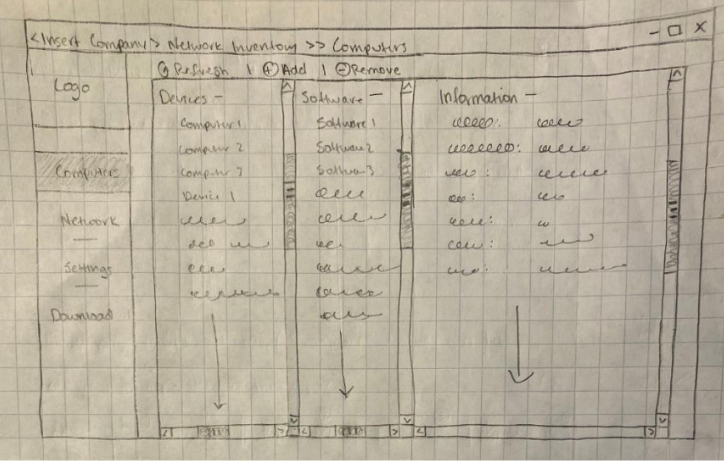 <Insert Company> Network Inventory >> Computers
Refresh | + Add | - Remove
Logo
Computers
Network
Settings
Download
Devices -
Computer 1
Computer 2
Computer 3
Device 1
Software -
Software 1
Software 2
Software 3
Information -